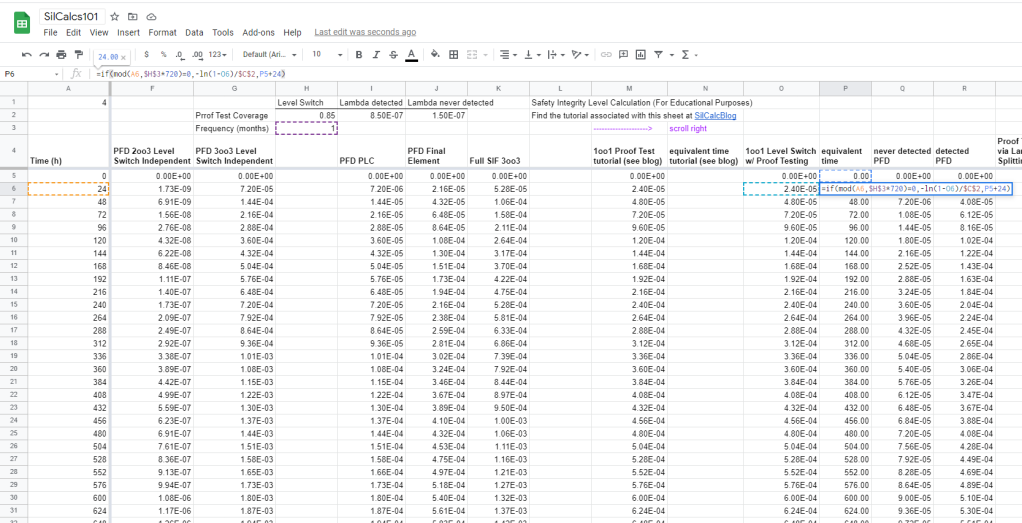 SilCalcs101
File Edit View Insert Format Data Tools Add-ons Help Last edit was seconds ago
24.00 ×
$ % .0 .00 123 Default (Ari... 10 B I S A
P6 fx =if(mod(A6,$H$3*720)=0,-ln(1-O6)/$C$2,P5+24)
A F G H I J K L M N O P Q R
1 4 Level Switch Lambda detected Lambda never detected Safety Integrity Level Calculation (For Educational Purposes)
2 Prrof Test Coverage 0.85 8.50E-07 1.50E-07 Find the tutorial associated with this sheet at SilCalcBlog
3 Frequency (months) 1 --------------------> scroll right
4 Time (h) PFD 2oo3 Level Switch Independent PFD 3oo3 Level Switch Independent PFD PLC PFD Final Element Full SIF 3oo3 1oo1 Proof Test tutorial (see blog) equivalent time tutorial (see blog) 1oo1 Level Switch w/ Proof Testing equivalent time never detected PFD detected PFD Proof via La Splitti
5 0 0.00E+00 0.00E+00 0.00E+00 0.00E+00 0.00E+00 0.00E+00 0.00E+00 0.00 0.00E+00 0.00E+00
6 24 1.73E-09 7.20E-05 7.20E-06 2.16E-05 5.28E-05 2.40E-05 2.40E-05 =if(mod(A6,$H$3*720)=0,-ln(1-O6)/$C$2,P5+24)
7 48 6.91E-09 1.44E-04 1.44E-05 4.32E-05 1.06E-04 4.80E-05 4.80E-05 48.00 7.20E-06 4.08E-05
8 72 1.56E-08 2.16E-04 2.16E-05 6.48E-05 1.58E-04 7.20E-05 7.20E-05 72.00 1.08E-05 6.12E-05
9 96 2.76E-08 2.88E-04 2.88E-05 8.64E-05 2.11E-04 9.60E-05 9.60E-05 96.00 1.44E-05 8.16E-05
10 120 4.32E-08 3.60E-04 3.60E-05 1.08E-04 2.64E-04 1.20E-04 1.20E-04 120.00 1.80E-05 1.02E-04
11 144 6.22E-08 4.32E-04 4.32E-05 1.30E-04 3.17E-04 1.44E-04 1.44E-04 144.00 2.16E-05 1.22E-04
12 168 8.46E-08 5.04E-04 5.04E-05 1.51E-04 3.70E-04 1.68E-04 1.68E-04 168.00 2.52E-05 1.43E-04
13 192 1.11E-07 5.76E-04 5.76E-05 1.73E-04 4.22E-04 1.92E-04 1.92E-04 192.00 2.88E-05 1.63E-04
14 216 1.40E-07 6.48E-04 6.48E-05 1.94E-04 4.75E-04 2.16E-04 2.16E-04 216.00 3.24E-05 1.84E-04
15 240 1.73E-07 7.20E-04 7.20E-05 2.16E-04 5.28E-04 2.40E-04 2.40E-04 240.00 3.60E-05 2.04E-04
16 264 2.09E-07 7.92E-04 7.92E-05 2.38E-04 5.81E-04 2.64E-04 2.64E-04 264.00 3.96E-05 2.24E-04
17 288 2.49E-07 8.64E-04 8.64E-05 2.59E-04 6.33E-04 2.88E-04 2.88E-04 288.00 4.32E-05 2.45E-04
18 312 2.92E-07 9.36E-04 9.36E-05 2.81E-04 6.86E-04 3.12E-04 3.12E-04 312.00 4.68E-05 2.65E-04
19 336 3.38E-07 1.01E-03 1.01E-04 3.02E-04 7.39E-04 3.36E-04 3.36E-04 336.00 5.04E-05 2.86E-04
20 360 3.89E-07 1.08E-03 1.08E-04 3.24E-04 7.92E-04 3.60E-04 3.60E-04 360.00 5.40E-05 3.06E-04
21 384 4.42E-07 1.15E-03 1.15E-04 3.46E-04 8.44E-04 3.84E-04 3.84E-04 384.00 5.76E-05 3.26E-04
22 408 4.99E-07 1.22E-03 1.22E-04 3.67E-04 8.97E-04 4.08E-04 4.08E-04 408.00 6.12E-05 3.47E-04
23 432 5.59E-07 1.30E-03 1.30E-04 3.89E-04 9.50E-04 4.32E-04 4.32E-04 432.00 6.48E-05 3.67E-04
24 456 6.23E-07 1.37E-03 1.37E-04 4.10E-04 1.00E-03 4.56E-04 4.56E-04 456.00 6.84E-05 3.88E-04
25 480 6.91E-07 1.44E-03 1.44E-04 4.32E-04 1.06E-03 4.80E-04 4.80E-04 480.00 7.20E-05 4.08E-04
26 504 7.61E-07 1.51E-03 1.51E-04 4.53E-04 1.11E-03 5.04E-04 5.04E-04 504.00 7.56E-05 4.28E-04
27 528 8.36E-07 1.58E-03 1.58E-04 4.75E-04 1.16E-03 5.28E-04 5.28E-04 528.00 7.92E-05 4.49E-04
28 552 9.13E-07 1.65E-03 1.66E-04 4.97E-04 1.21E-03 5.52E-04 5.52E-04 552.00 8.28E-05 4.69E-04
29 576 9.94E-07 1.73E-03 1.73E-04 5.18E-04 1.27E-03 5.76E-04 5.76E-04 576.00 8.64E-05 4.89E-04
30 600 1.08E-06 1.80E-03 1.80E-04 5.40E-04 1.32E-03 6.00E-04 6.00E-04 600.00 9.00E-05 5.10E-04
31 624 1.17E-06 1.87E-03 1.87E-04 5.61E-04 1.37E-03 6.24E-04 6.24E-04 624.00 9.36E-05 5.30E-04